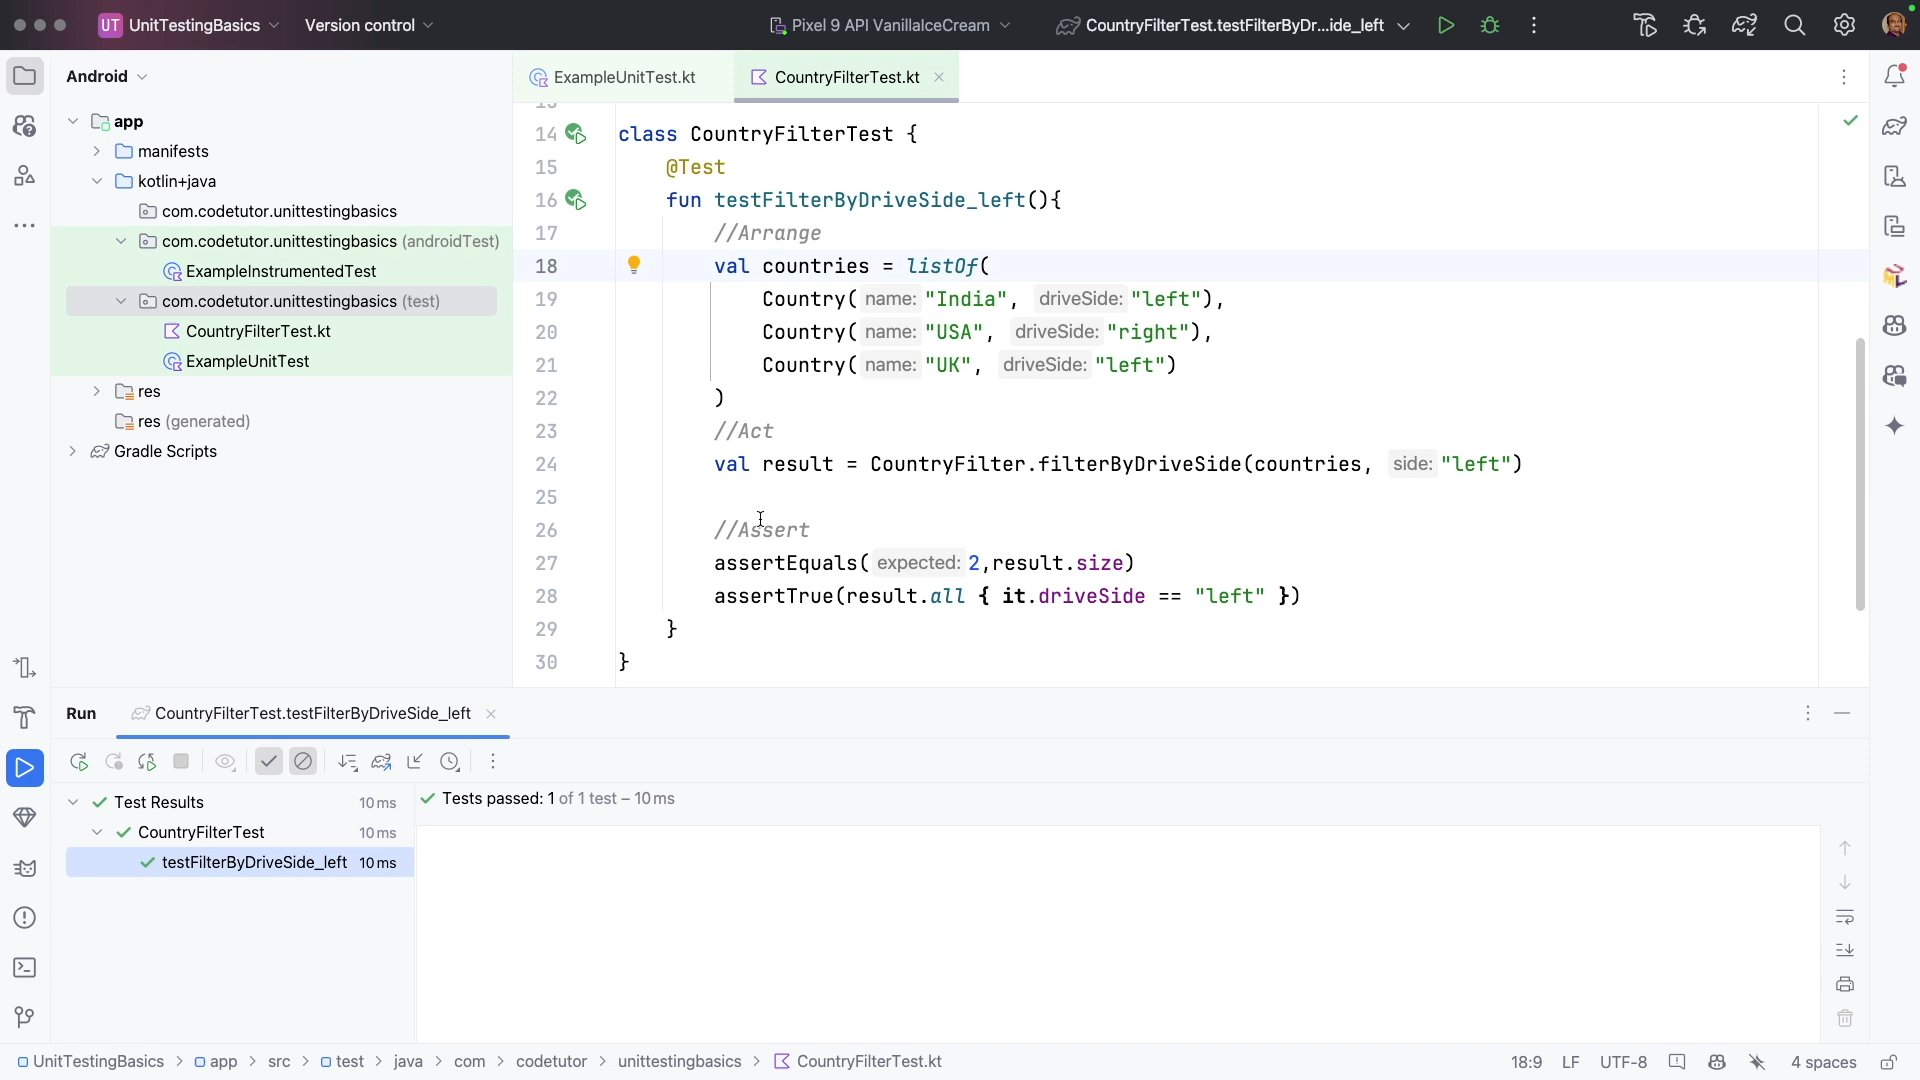 UT UnitTestingBasics Version control Pixel 9 API VanillaIceCream CountryFilterTest.testFilterByDr...ide_left
Android
app
manifests
kotlin+java
com.codetutor.unittestingbasics
com.codetutor.unittestingbasics (androidTest)
ExampleInstrumentedTest
com.codetutor.unittestingbasics (test)
CountryFilterTest.kt
ExampleUnitTest
res
res (generated)
Gradle Scripts
ExampleUnitTest.kt CountryFilterTest.kt
14 class CountryFilterTest {
15 @Test
16 fun testFilterByDriveSide_left(){
17 //Arrange
18 val countries = listOf(
19 Country( name: "India", driveSide: "left"),
20 Country( name: "USA", driveSide: "right"),
21 Country( name: "UK", driveSide: "left")
22 )
23 //Act
24 val result = CountryFilter.filterByDriveSide(countries, side: "left")
25
26 //Assert
27 assertEquals( expected: 2,result.size)
28 assertTrue(result.all { it.driveSide == "left" })
29 }
30 }
Run CountryFilterTest.testFilterByDriveSide_left
Test Results 10 ms
CountryFilterTest 10 ms
testFilterByDriveSide_left 10 ms
Tests passed: 1 of 1 test – 10 ms
UnitTestingBasics > app > src > test > java > com > codetutor > unittestingbasics > CountryFilterTest.kt 18:9 LF UTF-8 4 spaces